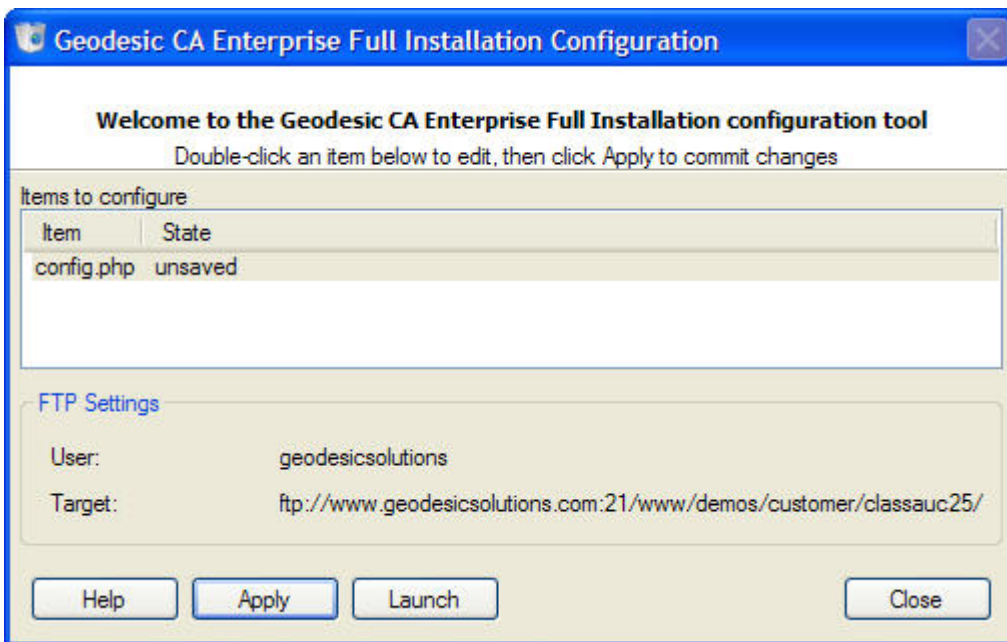 Geodesic CA Enterprise Full Installation Configuration
Welcome to the Geodesic CA Enterprise Full Installation configuration tool
Double-click an item below to edit, then click Apply to commit changes
Items to configure
Item State
config.php unsaved
FTP Settings
User: geodesicsolutions
Target: ftp://www.geodesicsolutions.com:21/www/demos/customer/classauc25/
Help Apply Launch Close